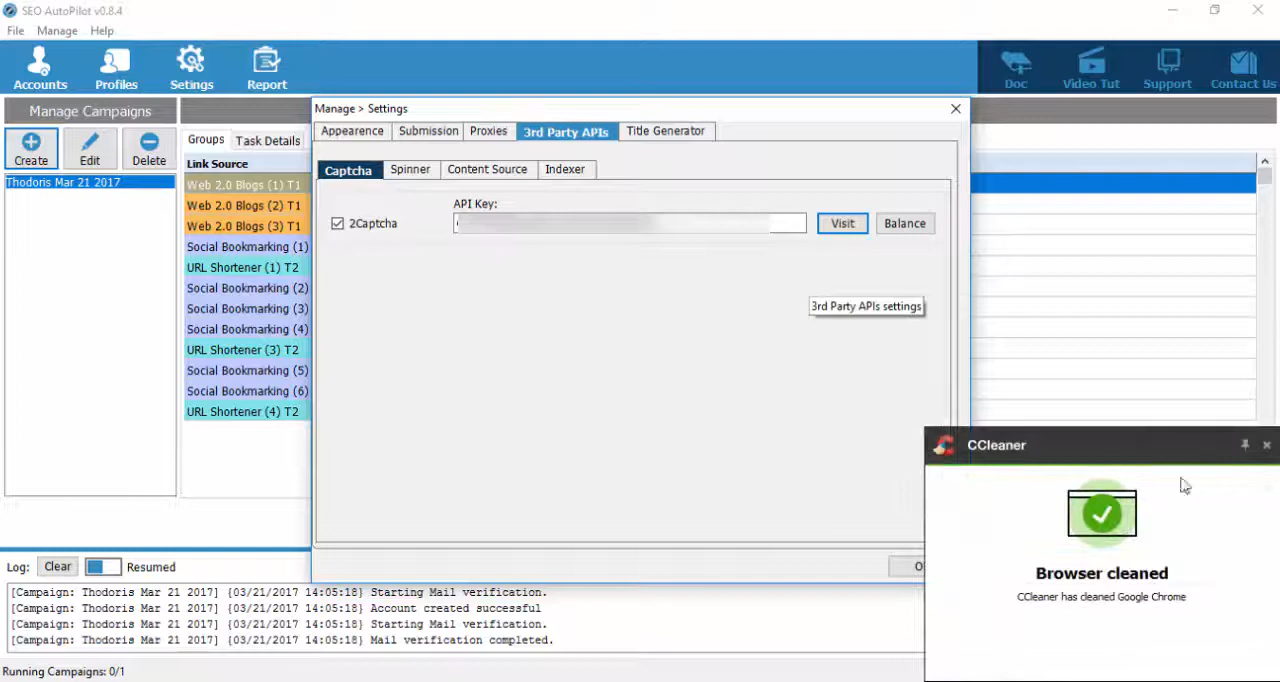 SEO AutoPilot v0.8.4
File Manage Help
Accounts Profiles Settings Report Doc Video Tut Support Contact Us
Manage Campaigns
Create Edit Delete
Thodoris Mar 21 2017
Groups Task Details
Link Source
Web 2.0 Blogs (1) T1
Web 2.0 Blogs (2) T1
Web 2.0 Blogs (3) T1
Social Bookmarking (1)
URL Shortener (1) T2
Social Bookmarking (2)
Social Bookmarking (3)
Social Bookmarking (4)
URL Shortener (3) T2
Social Bookmarking (5)
Social Bookmarking (6)
URL Shortener (4) T2
Manage > Settings
Appearance Submission Proxies 3rd Party APIs Title Generator
Captcha Spinner Content Source Indexer
API Key:
2Captcha Visit Balance
3rd Party APIs settings
CCleaner
Browser cleaned
CCleaner has cleaned Google Chrome
Log: Clear Resumed
[Campaign: Thodoris Mar 21 2017] {03/21/2017 14:05:18} Starting Mail verification.
[Campaign: Thodoris Mar 21 2017] {03/21/2017 14:05:18} Account created successful
[Campaign: Thodoris Mar 21 2017] {03/21/2017 14:05:18} Starting Mail verification.
[Campaign: Thodoris Mar 21 2017] {03/21/2017 14:05:18} Mail verification completed.
Running Campaigns: 0/1